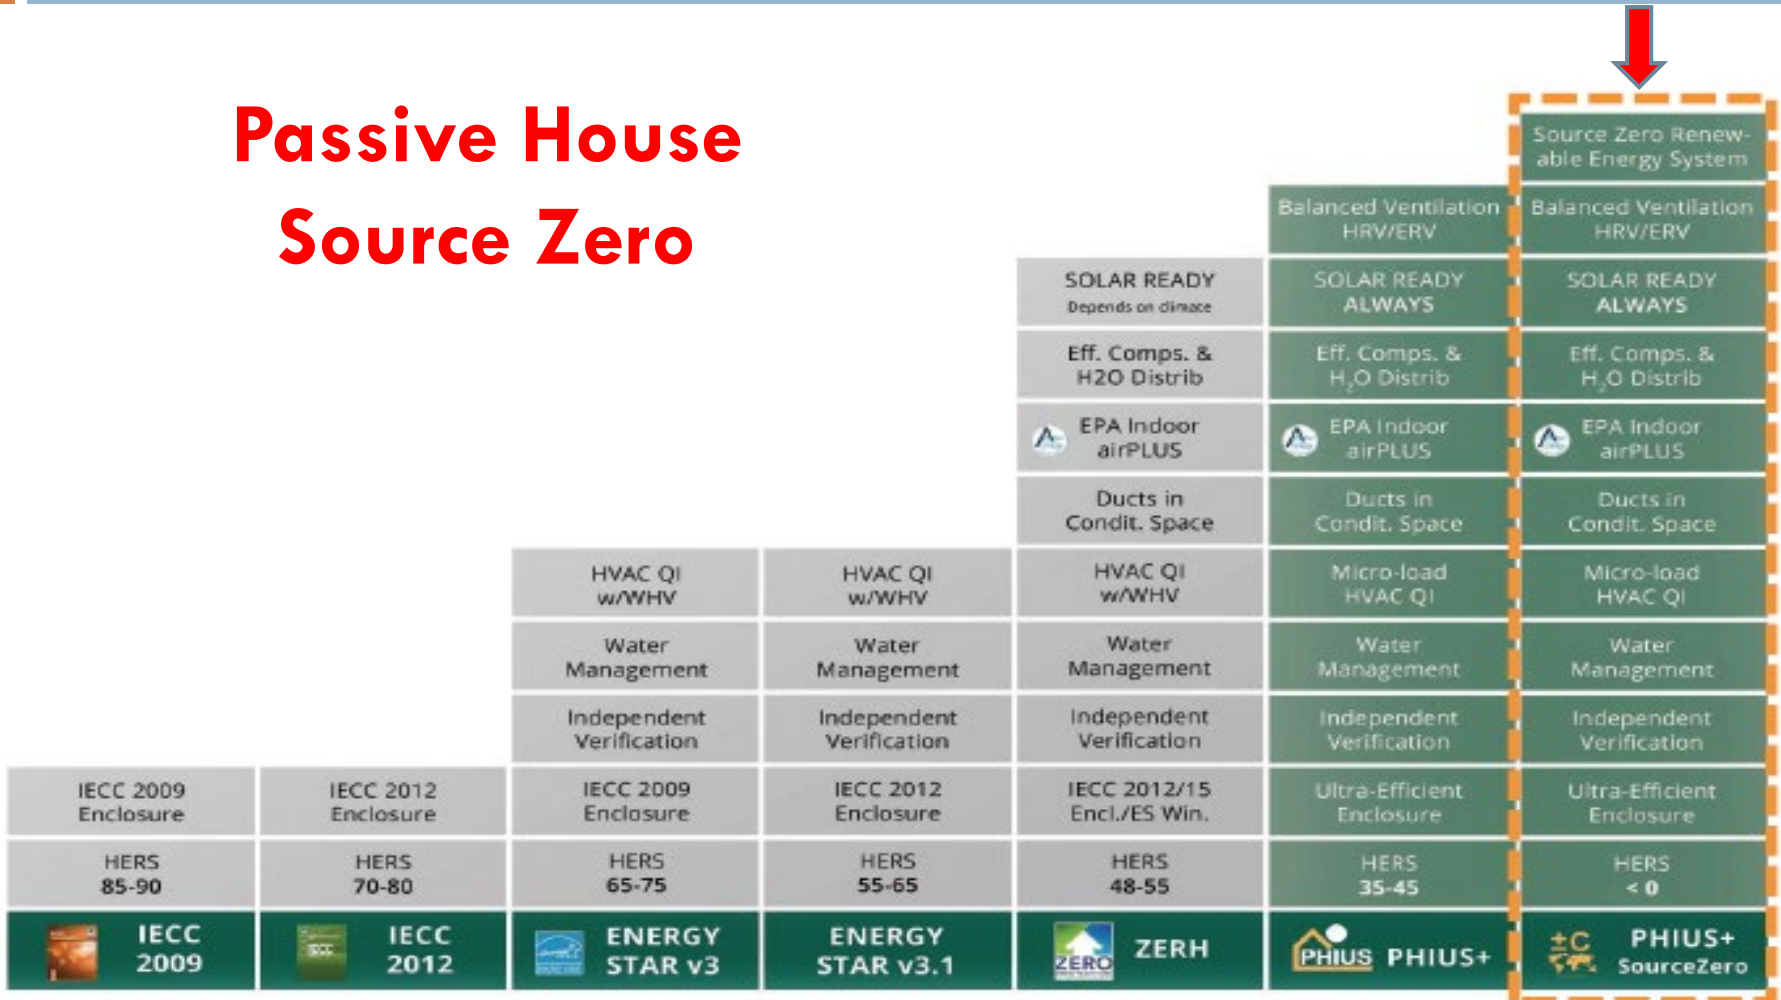 Passive House
Source Zero
Source Zero Renew-
able Energy System
Balanced Ventilation
HRV/ERV
Balanced Ventilation
HRV/ERV
SOLAR READY
Depends on climate
SOLAR READY
ALWAYS
SOLAR READY
ALWAYS
Eff. Comps. &
H2O Distrib
Eff. Comps. &
H₂O Distrib
Eff. Comps. &
H₂O Distrib
EPA Indoor
airPLUS
EPA Indoor
airPLUS
EPA Indoor
airPLUS
Ducts in
Condit. Space
Ducts in
Condit. Space
Ducts in
Condit. Space
HVAC QI
w/WHV
HVAC QI
w/WHV
HVAC QI
w/WHV
Micro-load
HVAC QI
Micro-load
HVAC QI
Water
Management
Water
Management
Water
Management
Water
Management
Water
Management
Independent
Verification
Independent
Verification
Independent
Verification
Independent
Verification
Independent
Verification
IECC 2009
Enclosure
IECC 2012
Enclosure
IECC 2009
Enclosure
IECC 2012
Enclosure
IECC 2012/15
Encl./ES Win.
Ultra-Efficient
Enclosure
Ultra-Efficient
Enclosure
HERS
85-90
HERS
70-80
HERS
65-75
HERS
55-65
HERS
48-55
HERS
35-45
HERS
< 0
IECC
2009
IECC
IECC
2012
ENERGY
STAR v3
ENERGY
STAR v3.1
ZERO
ZERH
PHIUS
PHIUS+
±C
PHIUS+
SourceZero